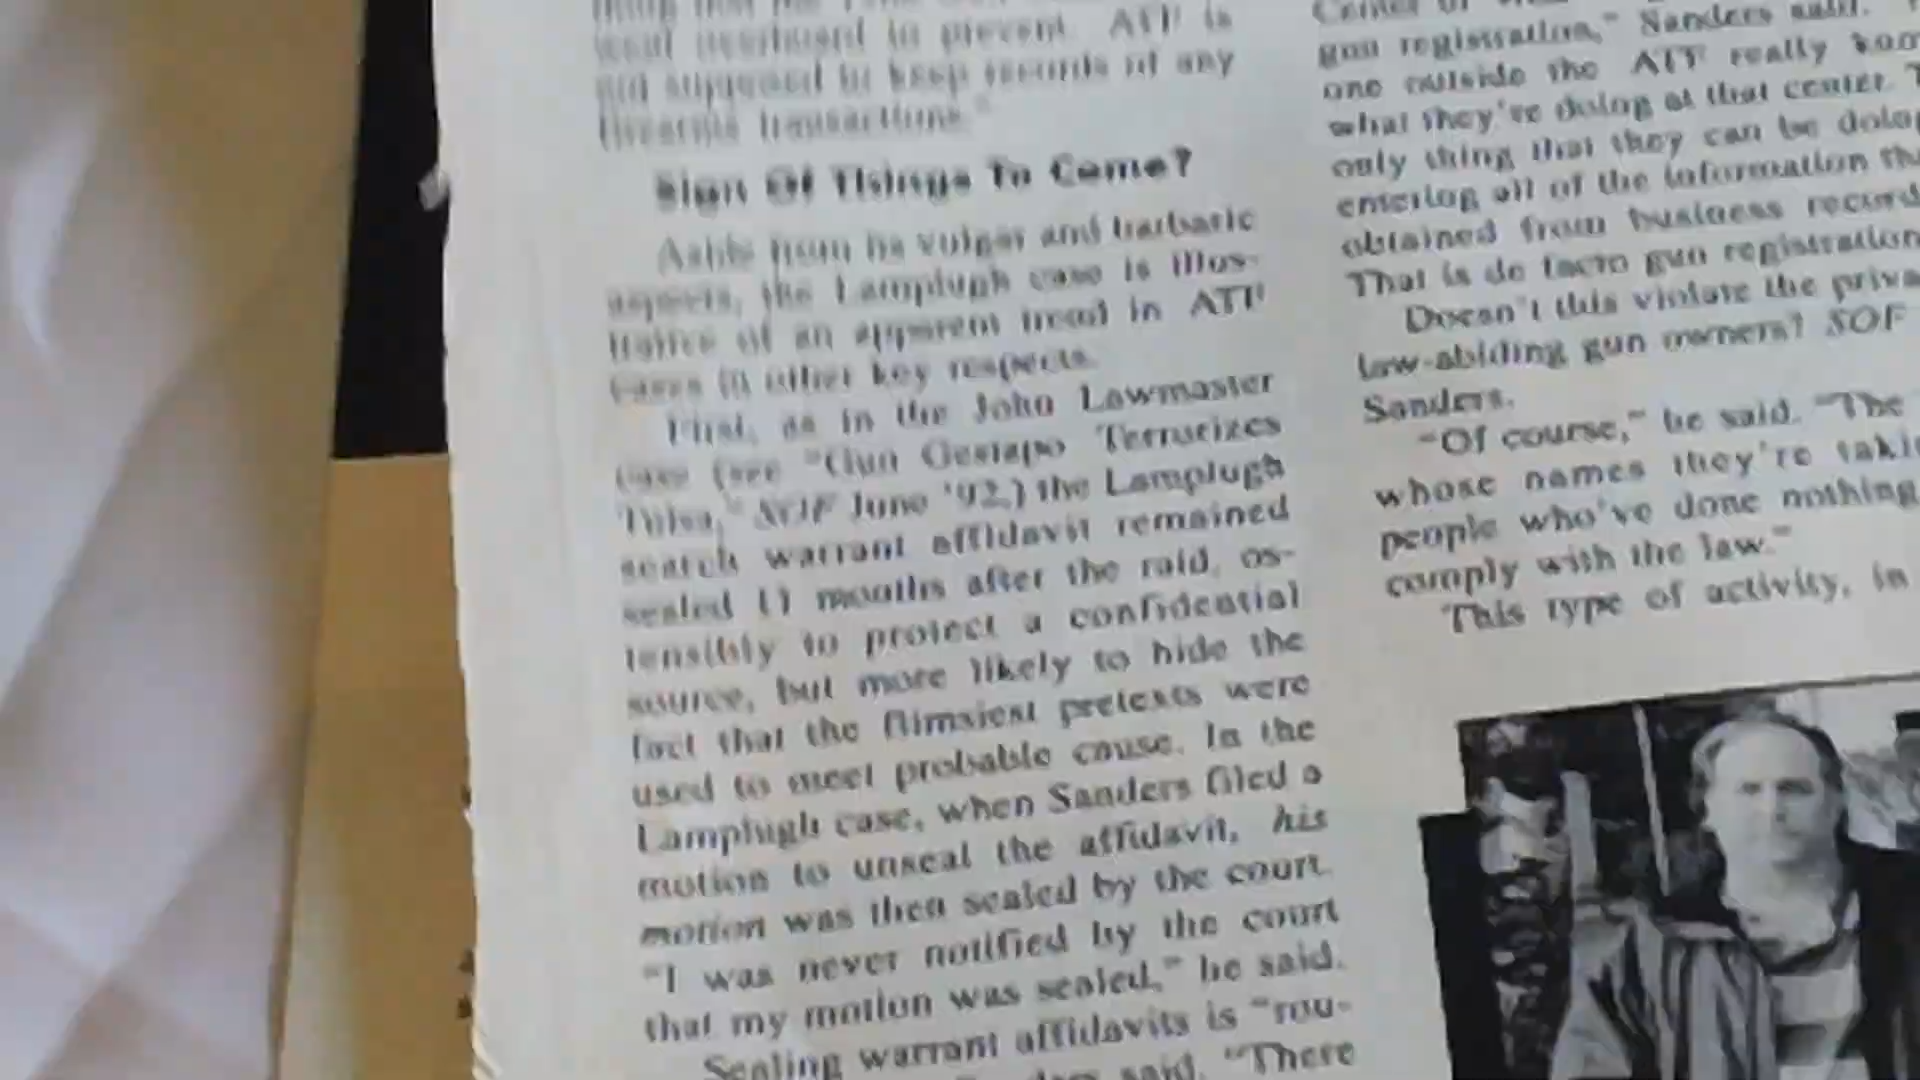 ATF is
supposed to keep records of any
firearms transactions."
Sign Of Things To Come?
Aside from its vulgar and barbaric
aspects, the Lamplugh case is illus-
trative of an apparent trend in ATF
cases in other key respects.
First, as in the John Lawmaster
case (see "Gun Gestapo Terrorizes
Tulsa," SOF June '92,) the Lamplugh
search warrant affidavit remained
sealed 11 months after the raid, os-
tensibly to protect a confidential
source, but more likely to hide the
fact that the flimsiest pretexts were
used to meet probable cause. In the
Lamplugh case, when Sanders filed a
motion to unseal the affidavit, his
motion was then sealed by the court.
"I was never notified by the court
that my motion was sealed," he said.
Sealing warrant affidavits is "rou-
said. "There
gun registration," Sanders said.
one outside the ATF really
what they're doing at that center.
only thing that they can be doing
entering all of the information
obtained from business
That is de facto gun registration
Doesn't this violate the
law-abiding gun owners? SOF
Sanders.
"Of course," he said. "The
whose names they're
people who've done nothing
comply with the law."
This type of activity, in